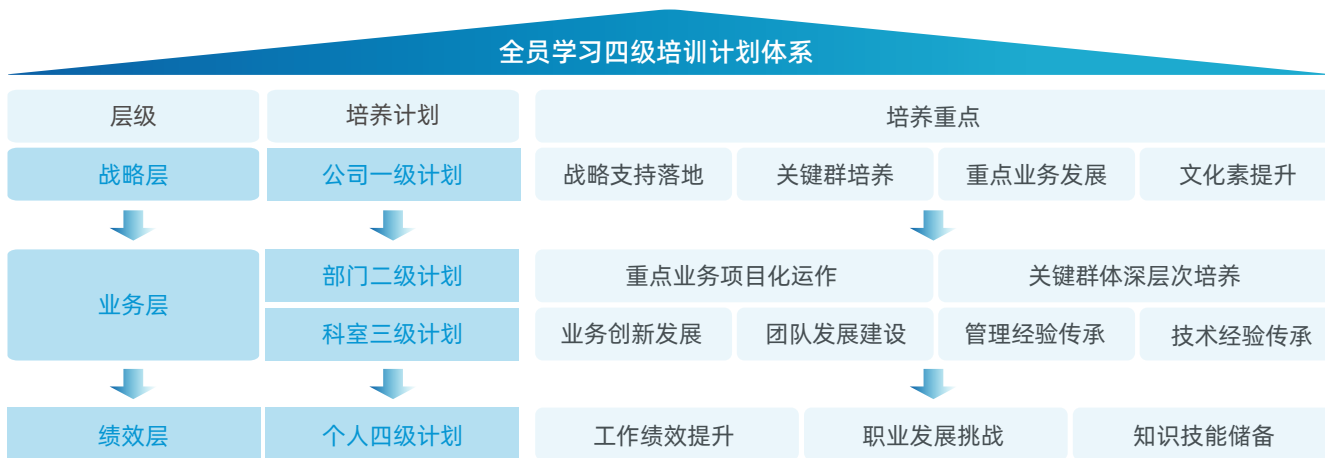 全员学习四级培训计划体系
层级 培养计划 培养重点
战略层 公司一级计划 战略支持落地 关键群培养 重点业务发展 文化素提升
业务层
部门二级计划 重点业务项目化运作 关键群体深层次培养
科室三级计划 业务创新发展 团队发展建设 管理经验传承 技术经验传承
绩效层 个人四级计划 工作绩效提升 职业发展挑战 知识技能储备